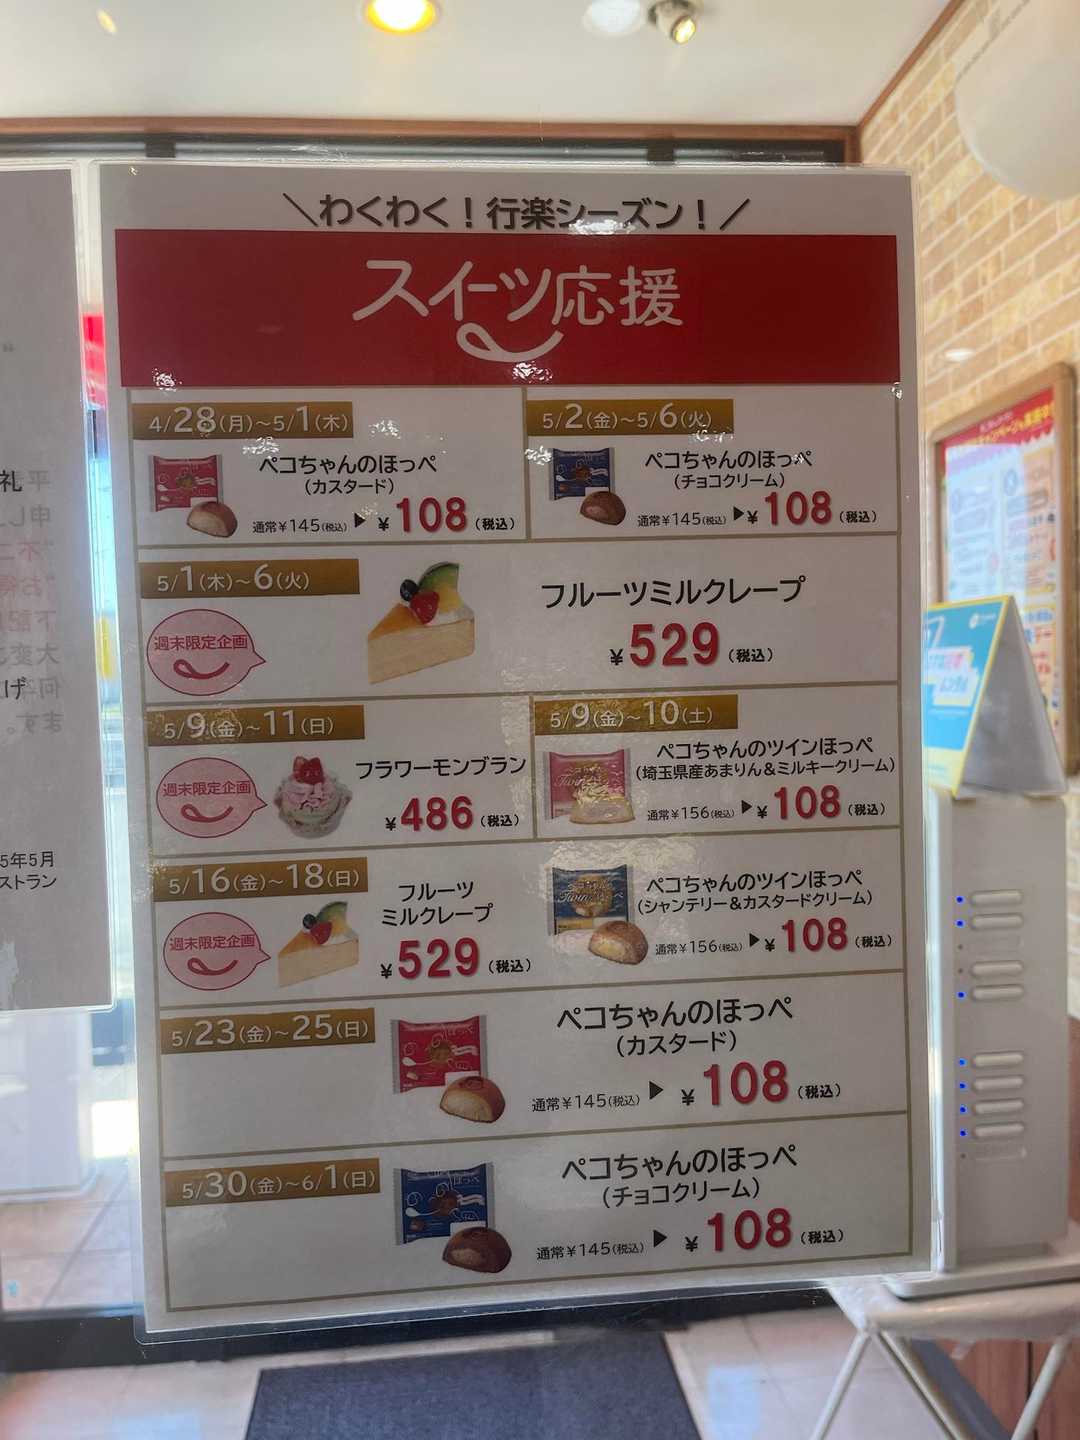 ＼わくわく！行楽シーズン！／
スイーツ応援
4/28(月)～5/1(木)
ペコちゃんのほっぺ
(カスタード)
通常￥145(税込)▶￥108(税込)
5/2(金)～5/6(火)
ペコちゃんのほっぺ
(チョコクリーム)
通常￥145(税込)▶￥108(税込)
5/1(木)～6(火)
週末限定企画
フルーツミルクレープ
￥529(税込)
5/9(金)～11(日)
週末限定企画
フラワーモンブラン
￥486(税込)
5/9(金)～10(土)
ペコちゃんのツインほっぺ
(埼玉県産あまりん＆ミルキークリーム)
通常￥156(税込)▶￥108(税込)
5/16(金)～18(日)
週末限定企画
フルーツ
ミルクレープ
￥529(税込)
ペコちゃんのツインほっぺ
(シャンテリー＆カスタードクリーム)
通常￥156(税込)▶￥108(税込)
5/23(金)～25(日)
ペコちゃんのほっぺ
(カスタード)
通常￥145(税込)▶￥108(税込)
5/30(金)～6/1(日)
ペコちゃんのほっぺ
(チョコクリーム)
通常￥145(税込)▶￥108(税込)
礼
げ
5年5月
ストラン